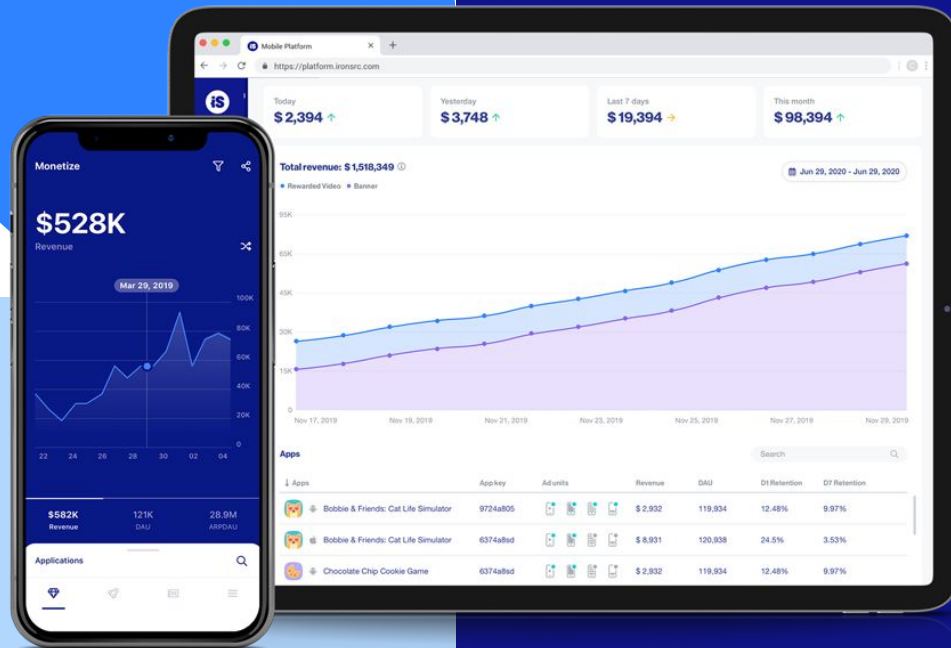 iS Mobile Platform
https://platform.ironsrc.com
iS
Today Yesterday Last 7 days This month
$2,394 $3,748 $19,394 $98,394
Total revenue: $1,518,349
Jun 29, 2020 - Jun 29, 2020
Rewarded Video Banner
95K
65K
45K
30K
15K
0
Nov 17, 2019 Nov 19, 2019 Nov 21, 2019 Nov 23, 2019 Nov 25, 2019 Nov 27, 2019 Nov 29, 2019
Apps Search
Apps App key Ad units Revenue DAU D1 Retention D7 Retention
Bobbie & Friends: Cat Life Simulator 9724a805 $ 2,932 119,934 12.48% 9.97%
Bobbie & Friends: Cat Life Simulator 6374a8sd $ 8,931 120,938 24.5% 3.53%
Chocolate Chip Cookie Game 6374a8sd $ 2,932 119,934 12.48% 9.97%
Monetize
$528K
Revenue
Mar 29, 2019
100K
80K
60K
40K
20K
0
22 24 26 28 30 02 04
$582K 121K 28.9M
Revenue DAU ARPDAU
Applications